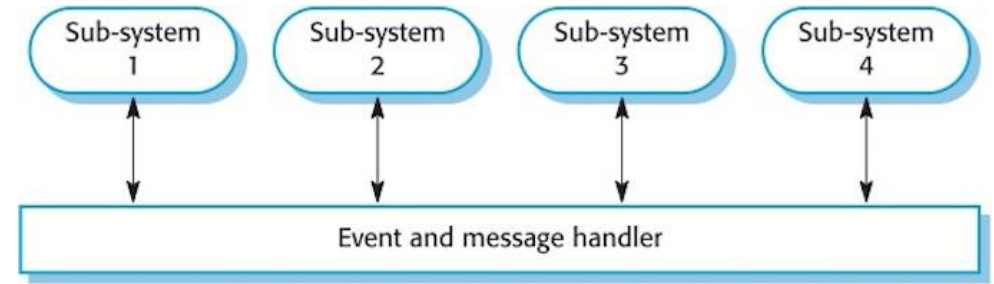 Sub-system
1
Sub-system
2
Sub-system
3
Sub-system
4
Event and message handler